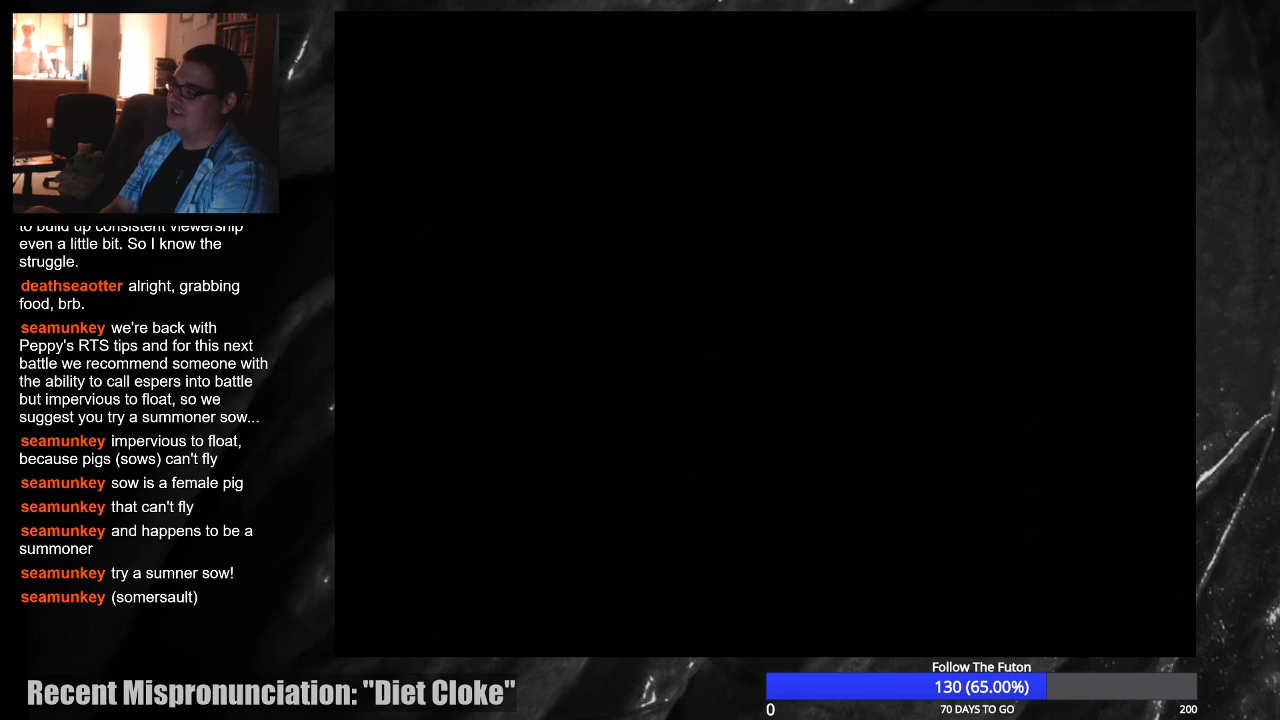 to build up consistent viewership
even a little bit. So I know the
struggle.
deathseaotter alright, grabbing
food, brb.
seamunkey we're back with
Peppy's RTS tips and for this next
battle we recommend someone with
the ability to call espers into battle
but impervious to float, so we
suggest you try a summoner sow...
seamunkey impervious to float,
because pigs (sows) can't fly
seamunkey sow is a female pig
seamunkey that can't fly
seamunkey and happens to be a
summoner
seamunkey try a sumner sow!
seamunkey (somersault)
Recent Mispronunciation: "Diet Cloke"
Follow The Futon
130 (65.00%)
0 70 DAYS TO GO 200